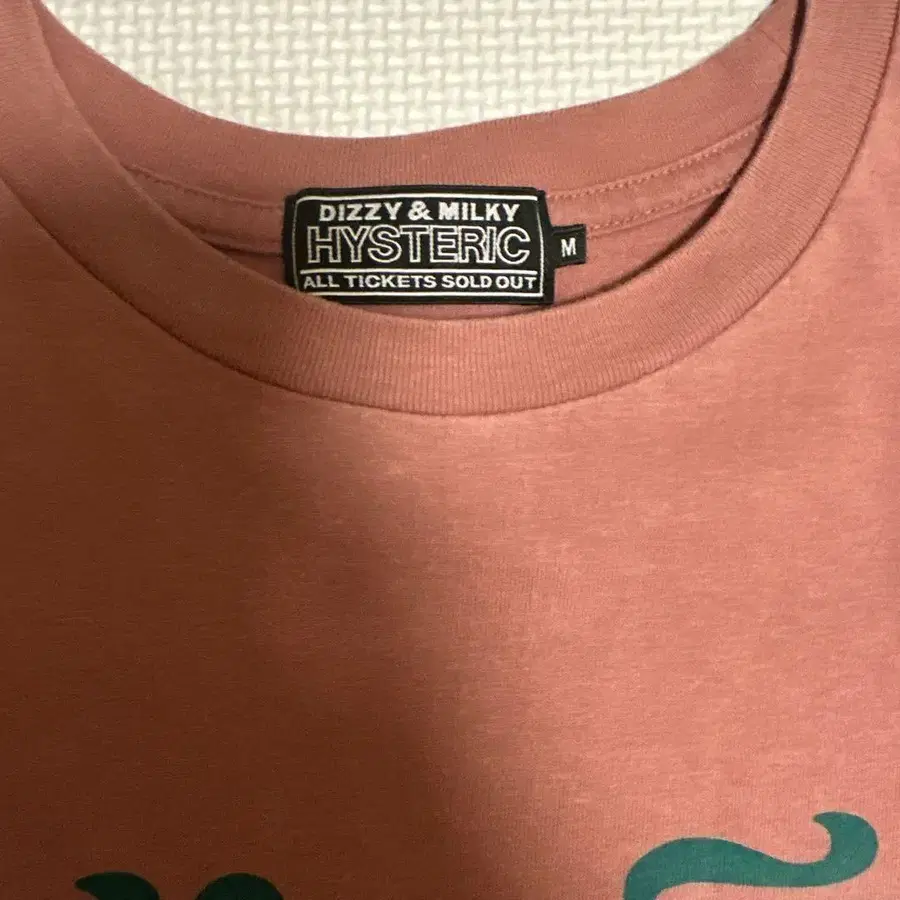 DIZZY & MILKY
HYSTERIC
ALL TICKETS SOLD OUT
M